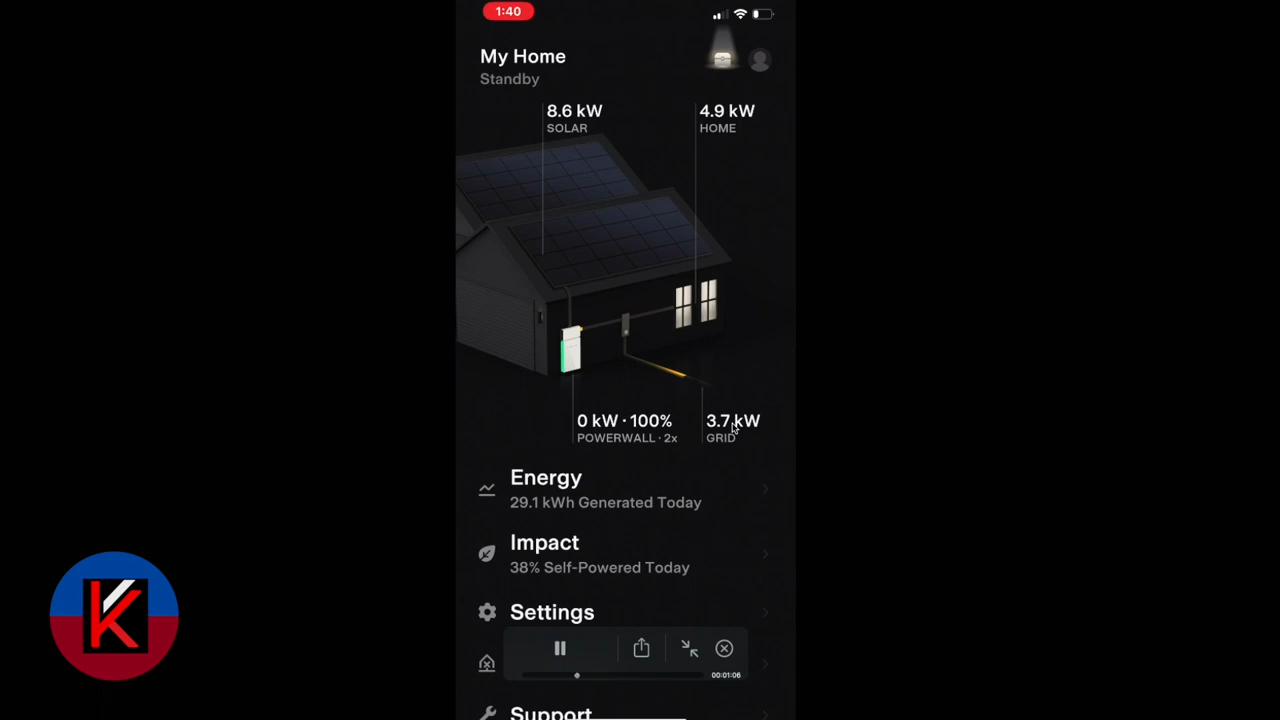 1:40
My Home
Standby
8.6 kW
SOLAR
4.9 kW
HOME
0 kW · 100%
POWERWALL · 2x
3.7 kW
GRID
Energy
29.1 kWh Generated Today
Impact
38% Self-Powered Today
Settings
00:01:06
Support
K